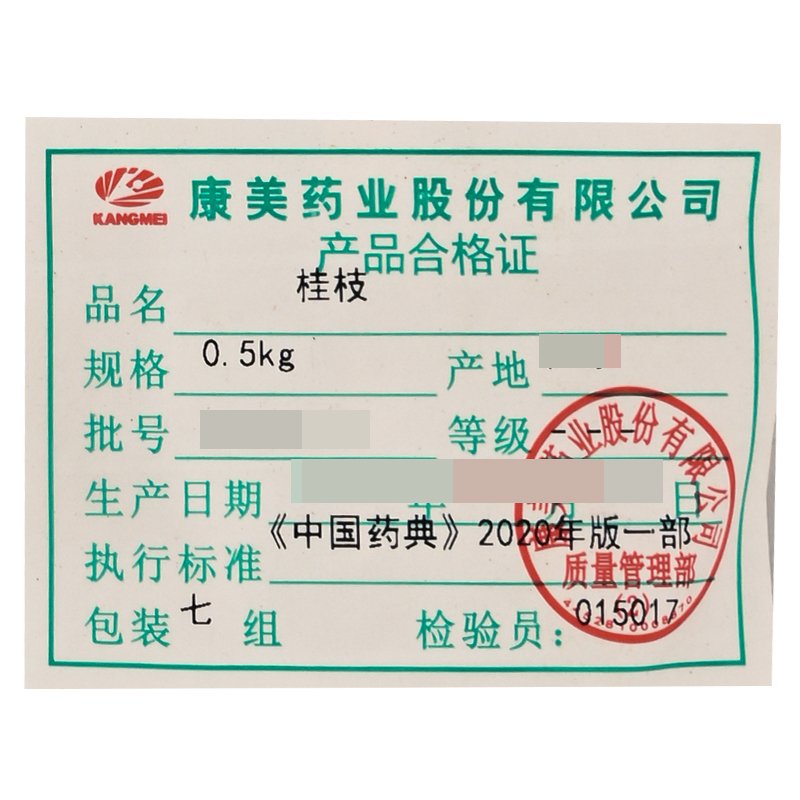 康美药业股份有限公司
KANGMEI
产品合格证
品名 桂枝
规格 0.5kg 产地
批号 等级 ---
生产日期 年 月 日
执行标准 《中国药典》2020年版一部
包装 七 组 检验员: 015017
药业股份有限公司
质量管理部
(2)